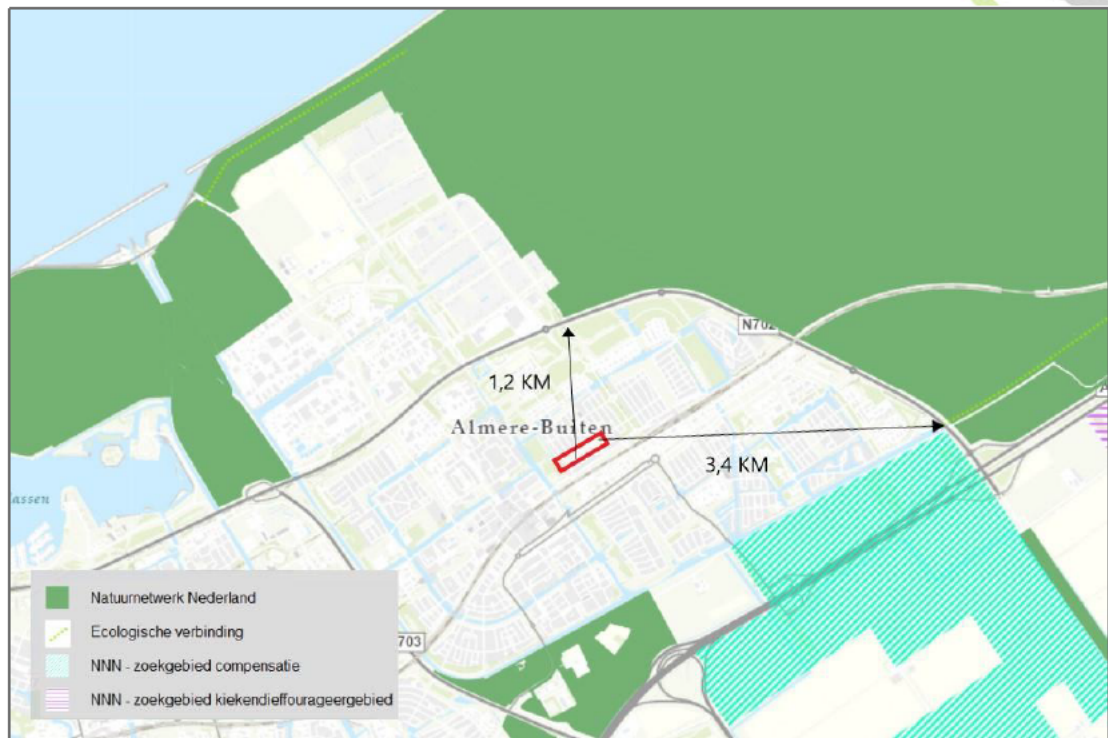 N702
1,2 KM
Almere-Buiten
3,4 KM
assen
Natuurnetwerk Nederland
Ecologische verbinding
703
NNN - zoekgebied compensatie
NNN - zoekgebied kiekendieffourageergebied